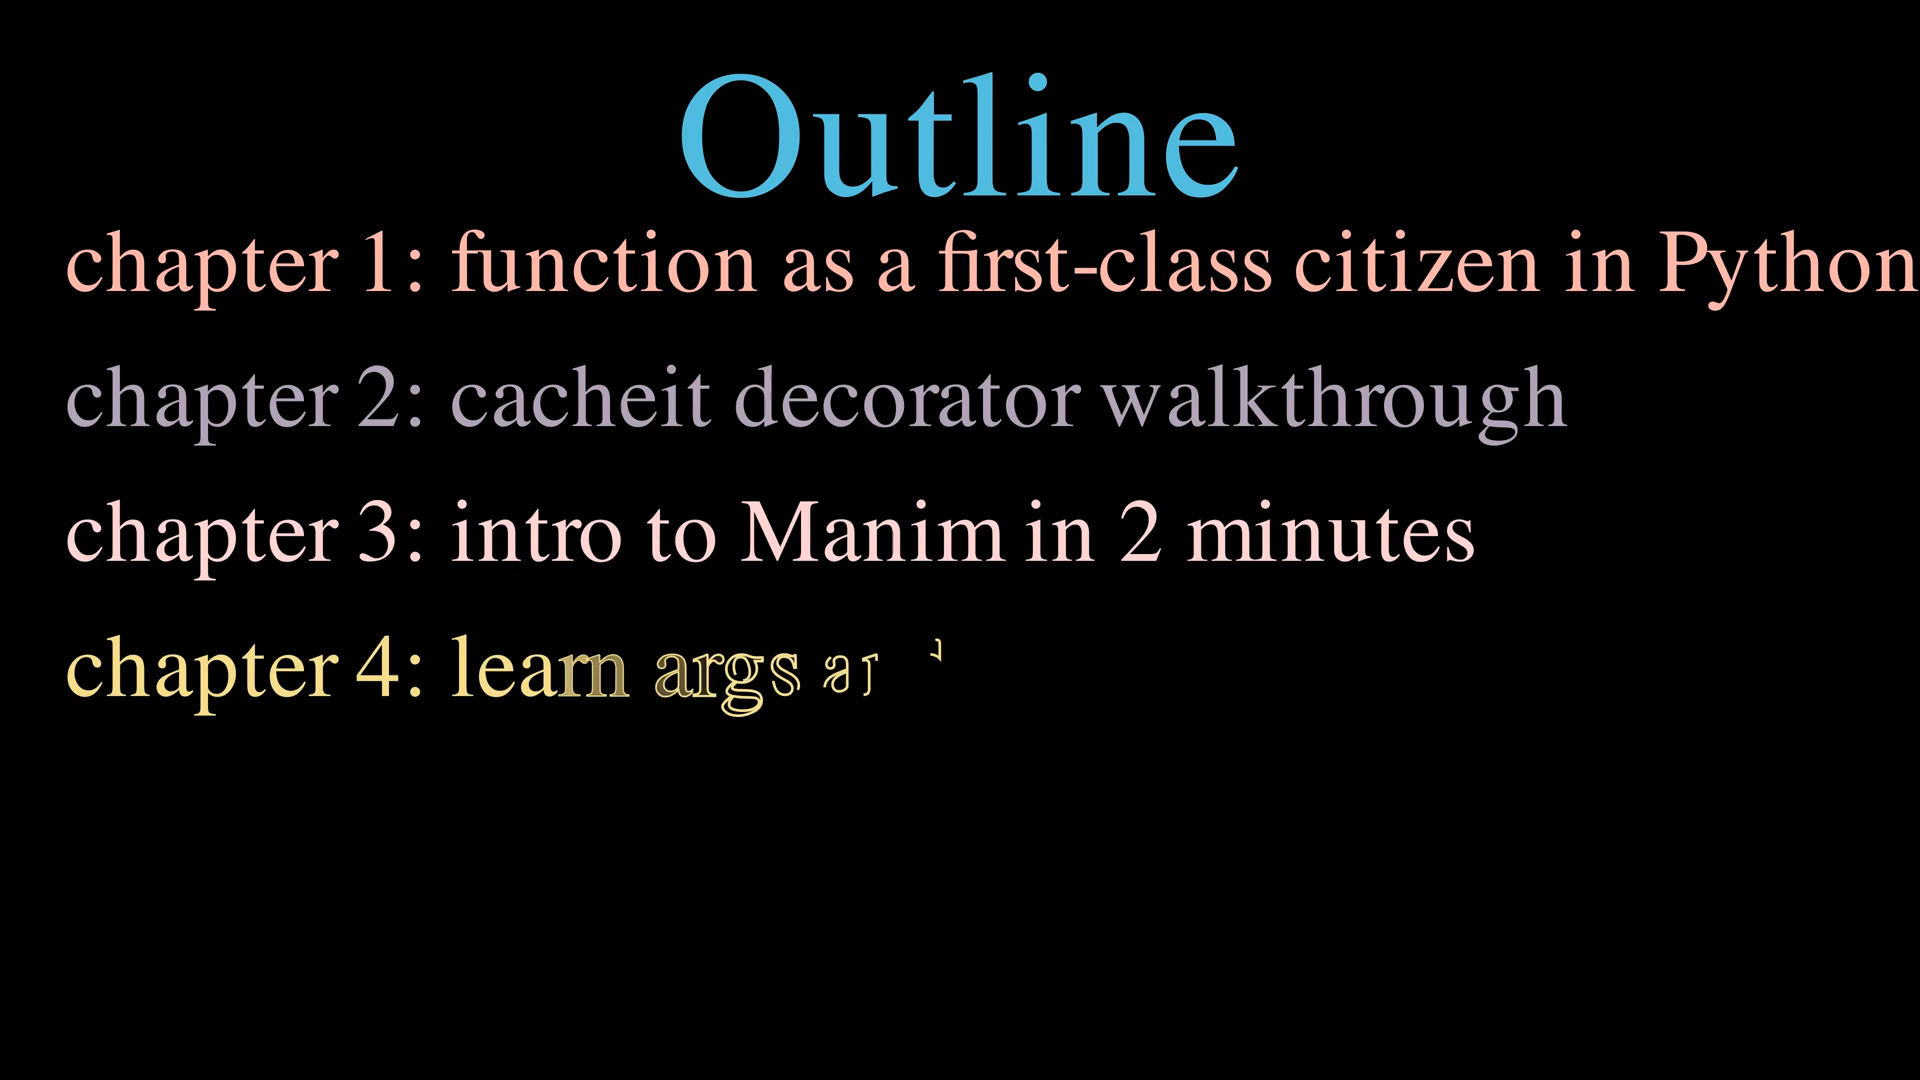 Outline
chapter 1: function as a first-class citizen in Python
chapter 2: cacheit decorator walkthrough
chapter 3: intro to Manim in 2 minutes
chapter 4: learn args